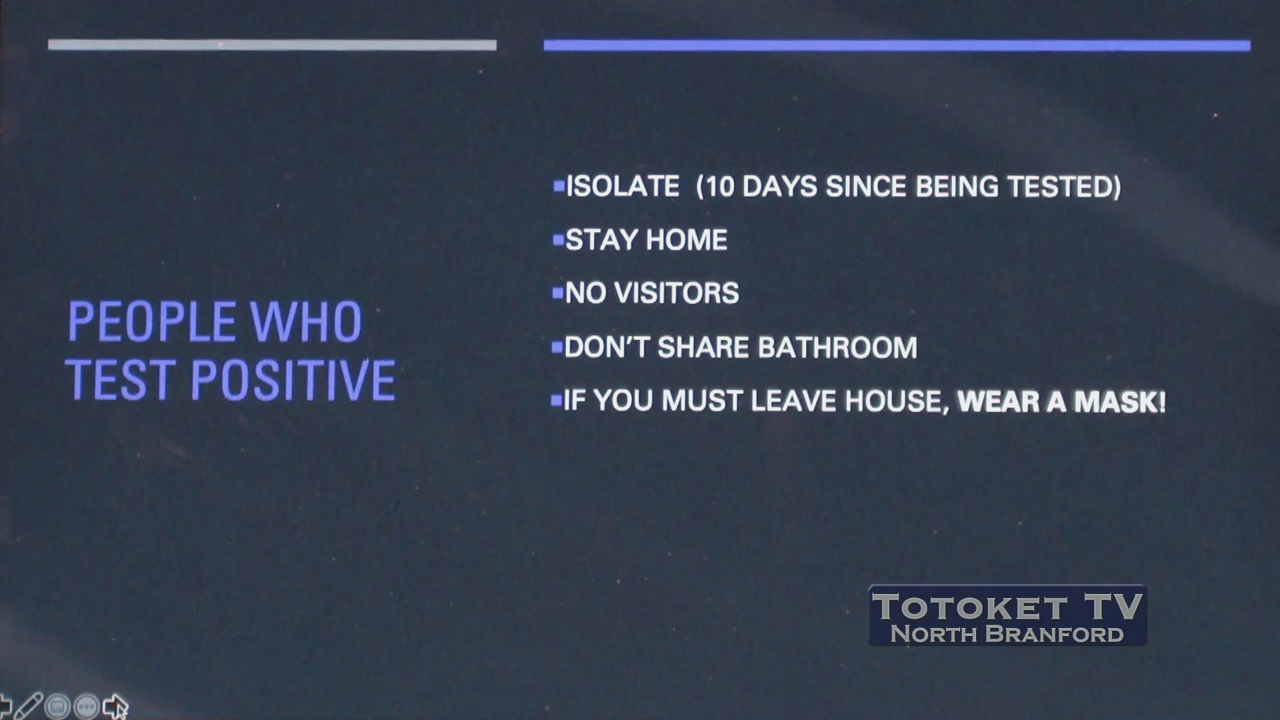 PEOPLE WHO
TEST POSITIVE
▪ISOLATE (10 DAYS SINCE BEING TESTED)
▪STAY HOME
▪NO VISITORS
▪DON'T SHARE BATHROOM
▪IF YOU MUST LEAVE HOUSE, WEAR A MASK!
TOTOKET TV
NORTH BRANFORD